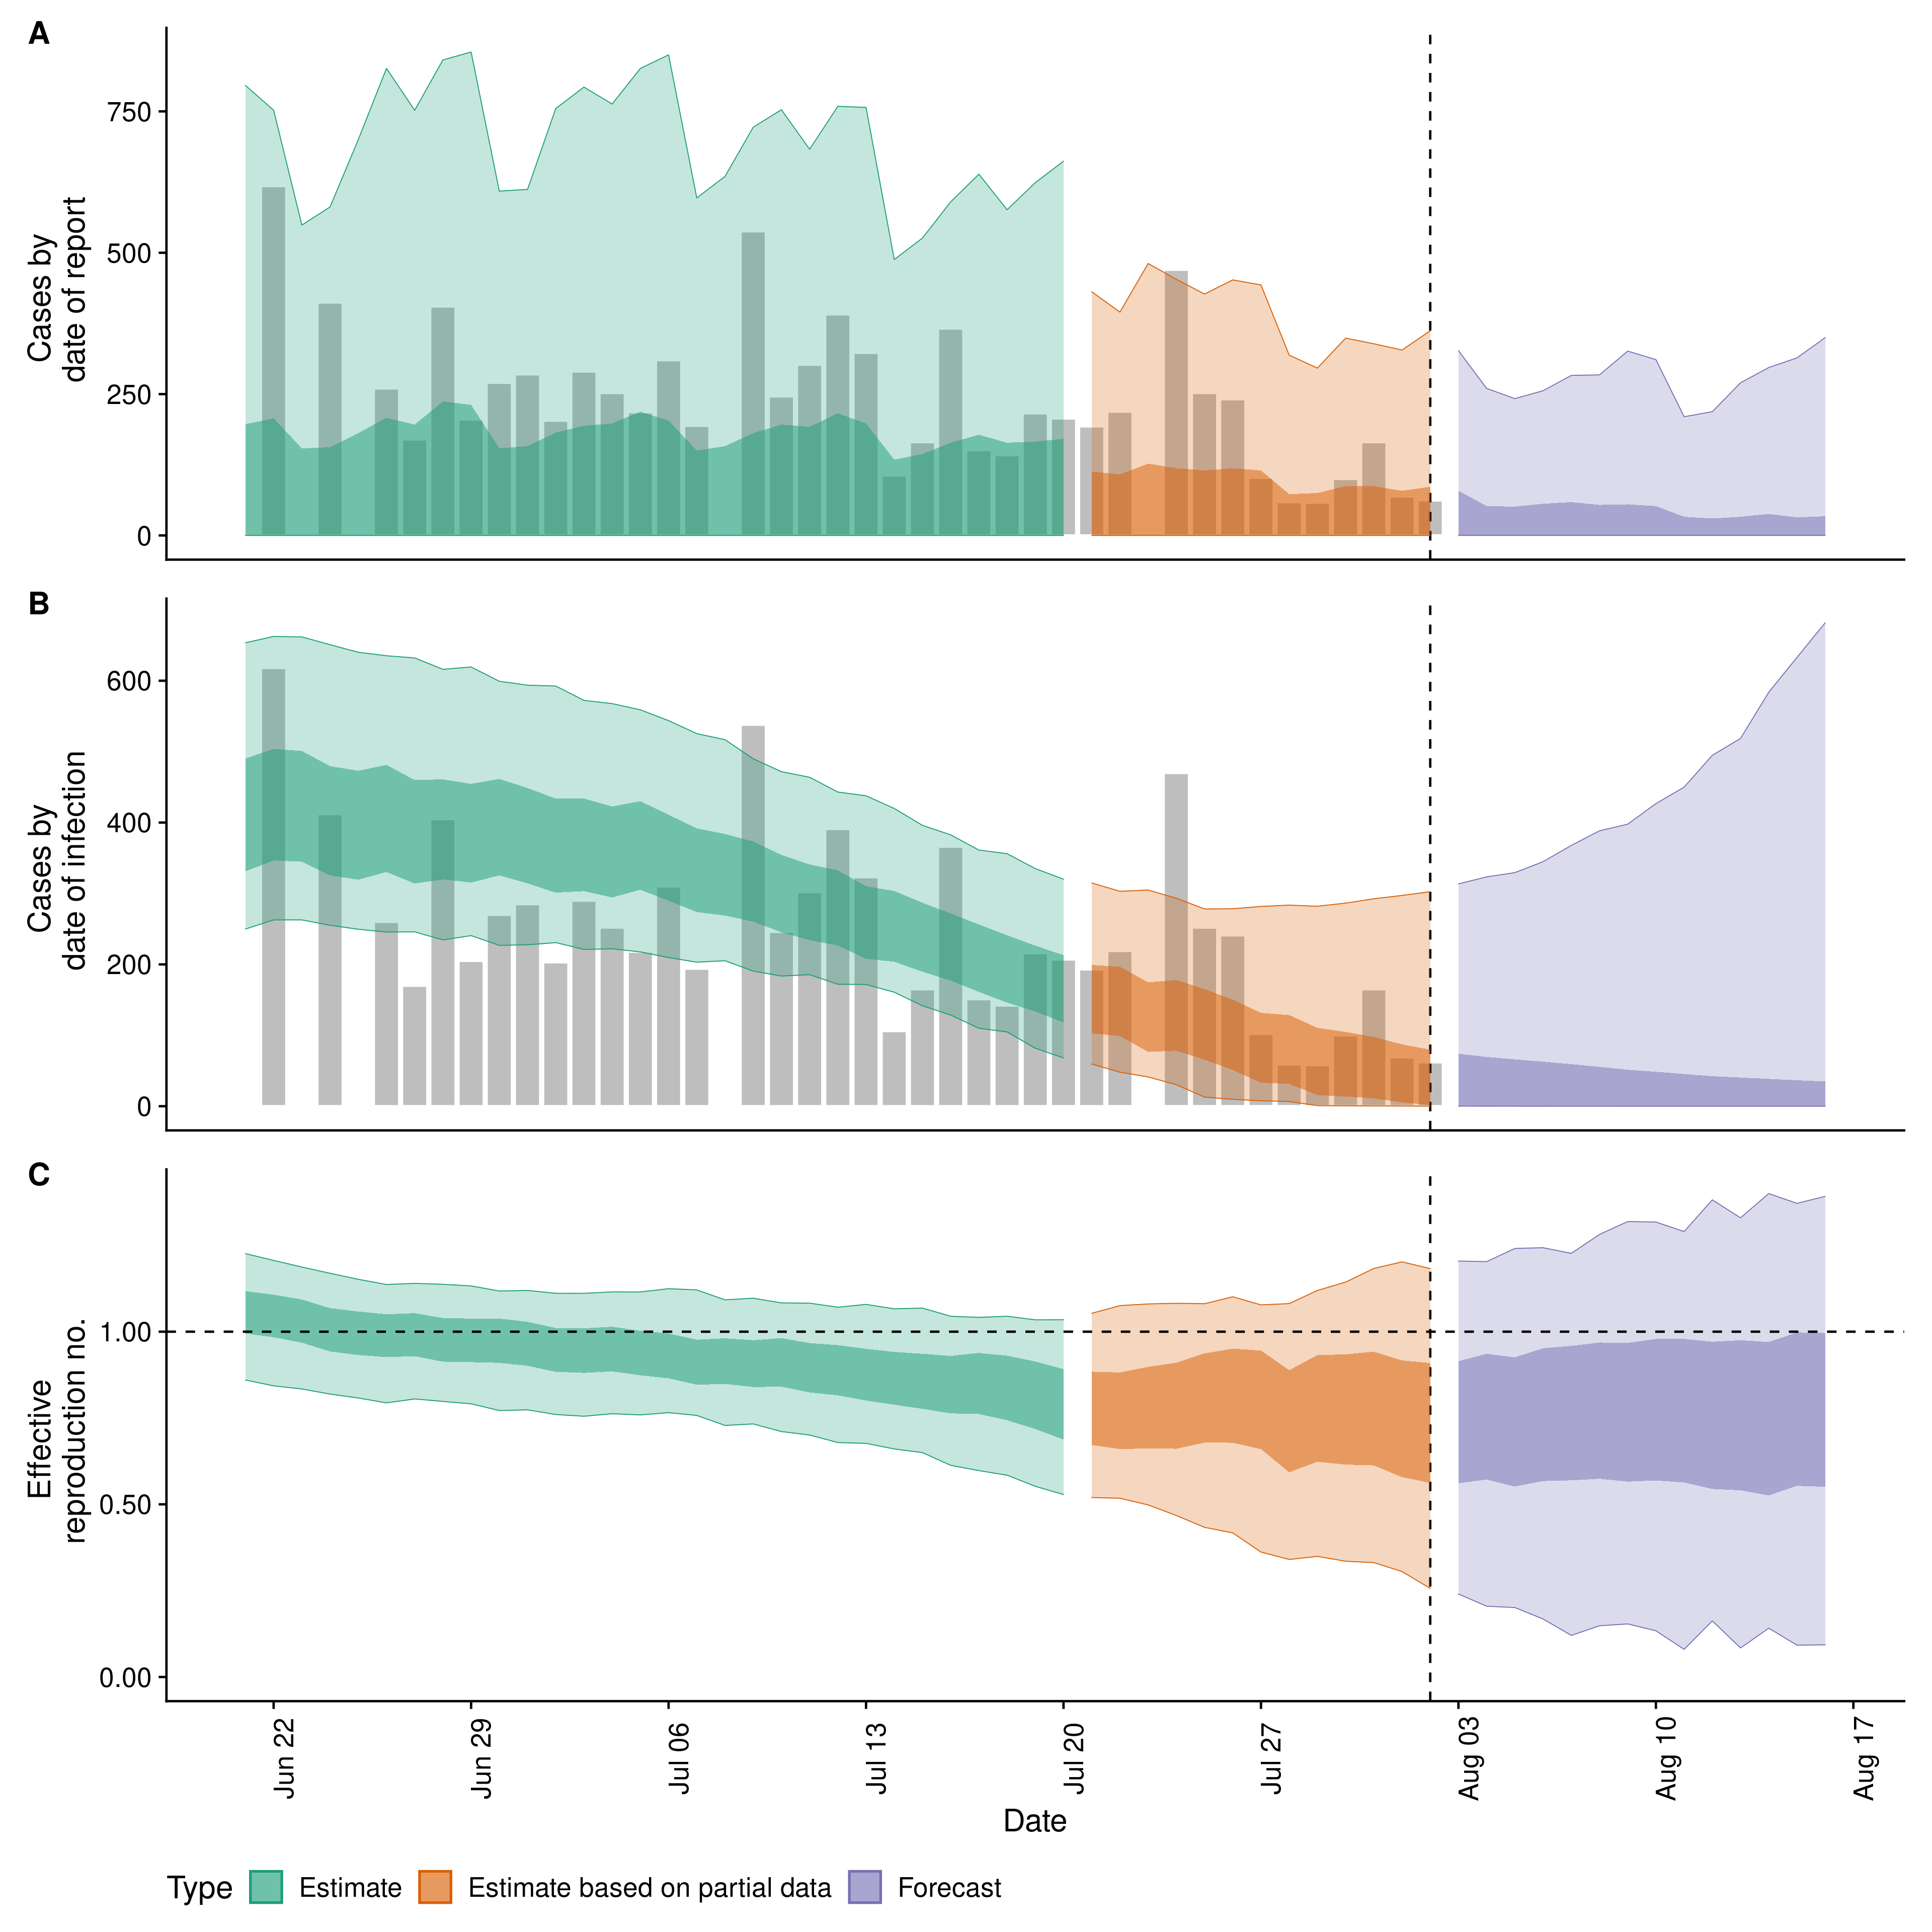 A
Cases by
date of report
750
500
250
0
B
Cases by
date of infection
600
400
200
0
C
Effective
reproduction no.
1.00
0.50
0.00
Jun 22
Jun 29
Jul 06
Jul 13
Jul 20
Jul 27
Aug 03
Aug 10
Aug 17
Date
Type
Estimate
Estimate based on partial data
Forecast